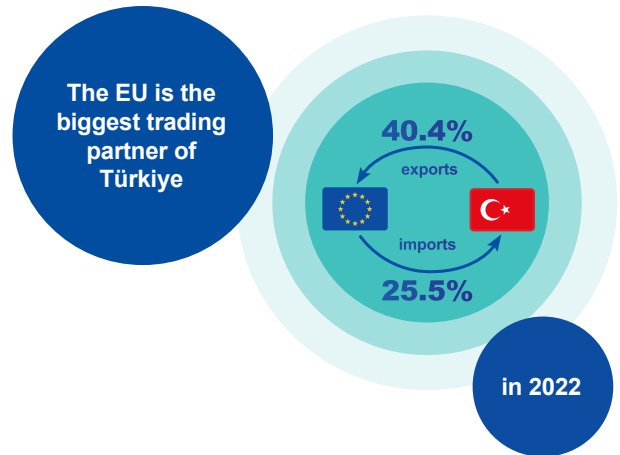 The EU is the
biggest trading
partner of
Türkiye
40.4%
exports
imports
25.5%
in 2022